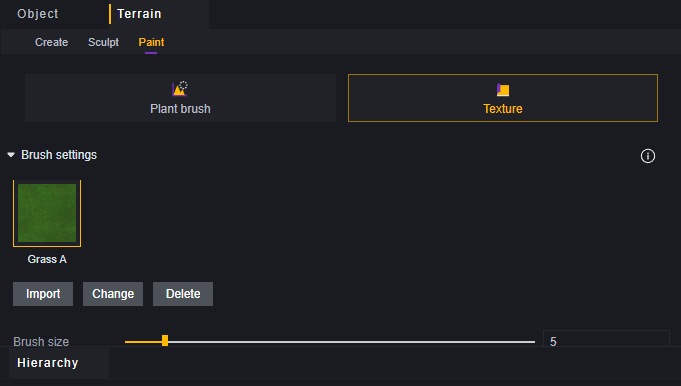 Object Terrain
Create Sculpt Paint
Plant brush Texture
Brush settings
Grass A
Import Change Delete
Brush size 5
Hierarchy